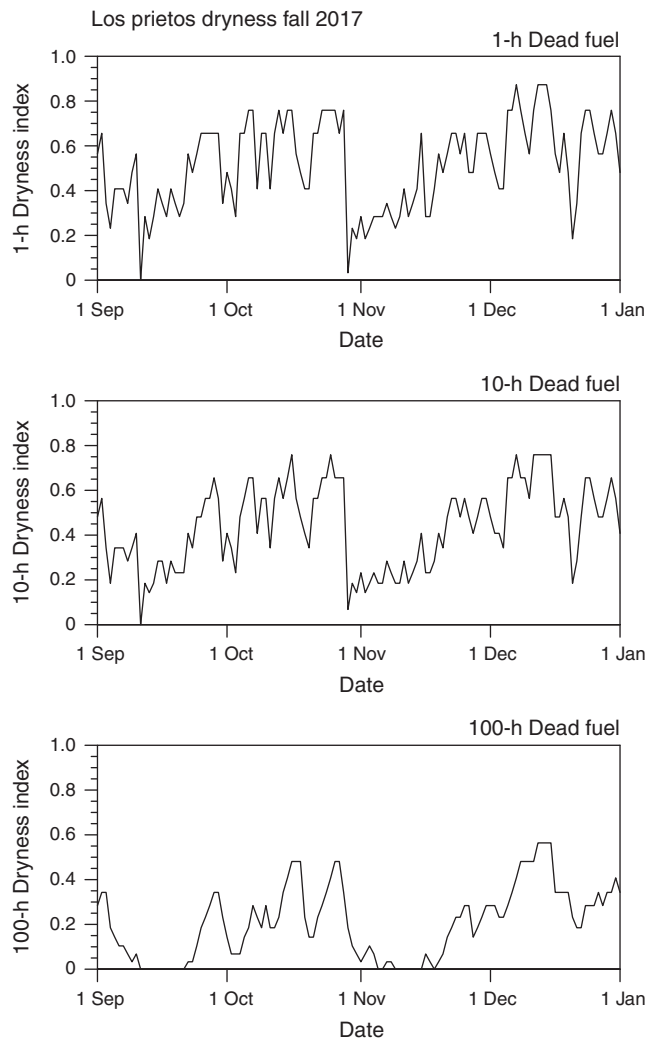 Los prietos dryness fall 2017
1-h Dead fuel
1-h Dryness index
1.0
0.8
0.6
0.4
0.2
0
1 Sep
1 Oct
1 Nov
1 Dec
1 Jan
Date
10-h Dead fuel
10-h Dryness index
1.0
0.8
0.6
0.4
0.2
0
1 Sep
1 Oct
1 Nov
1 Dec
1 Jan
Date
100-h Dead fuel
100-h Dryness index
1.0
0.8
0.6
0.4
0.2
0
1 Sep
1 Oct
1 Nov
1 Dec
1 Jan
Date